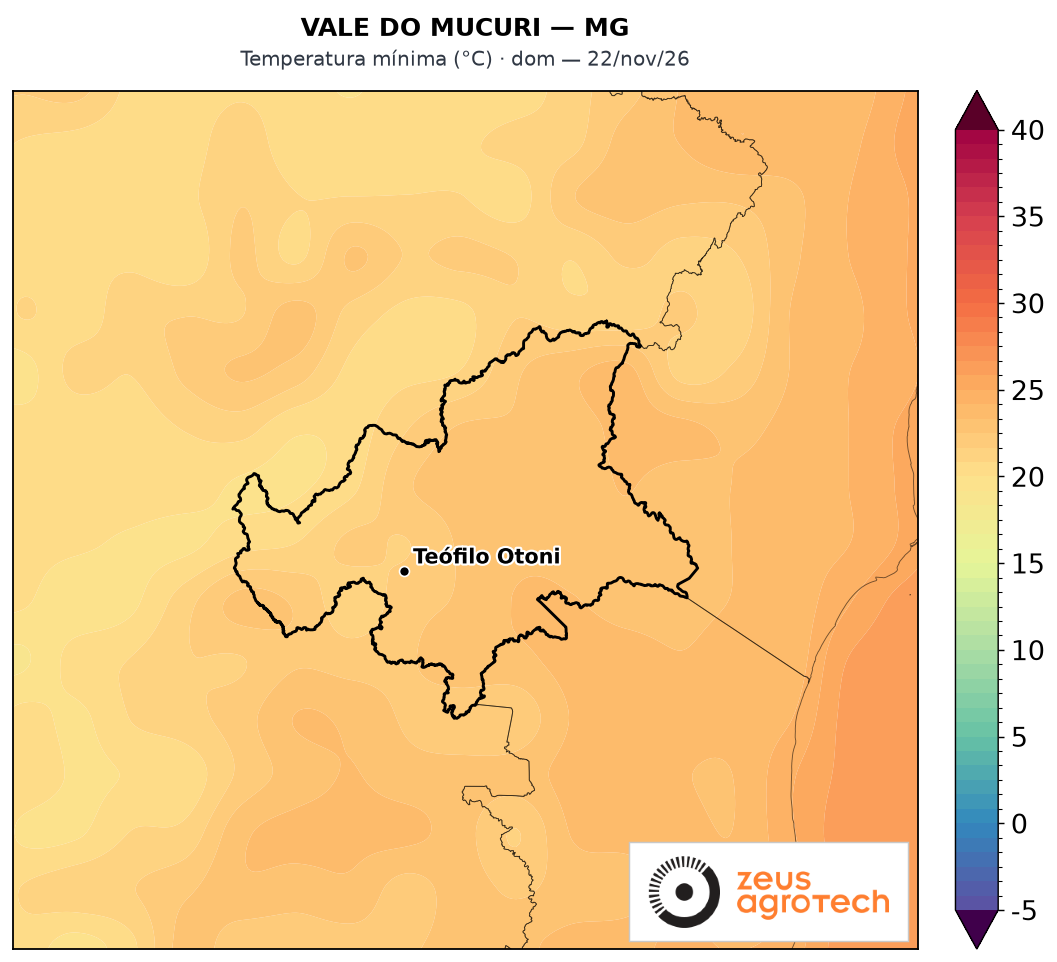 VALE DO MUCURI — MG
Temperatura mínima (°C) · dom — 22/nov/26
40
35
30
25
20
15
10
5
0
-5
Teófilo Otoni
zeus
agrotech